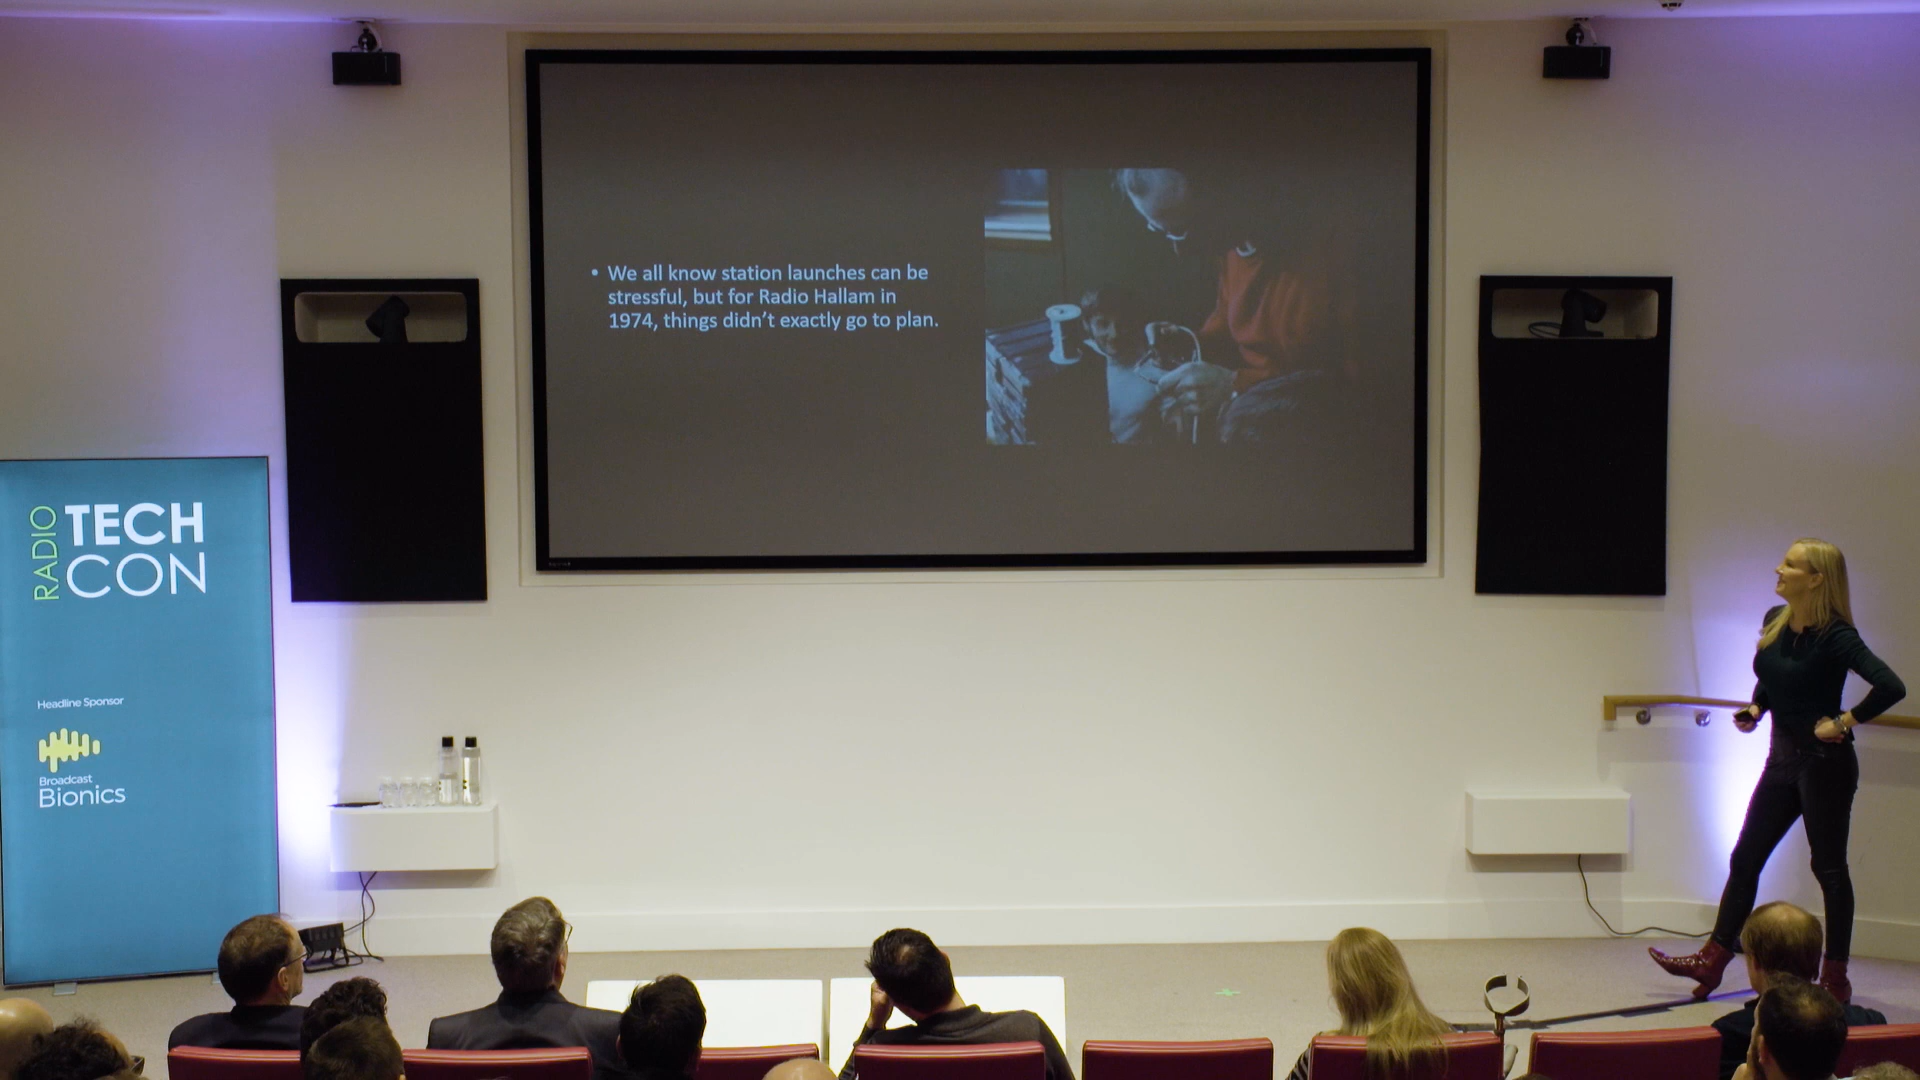 • We all know station launches can be
stressful, but for Radio Hallam in
1974, things didn't exactly go to plan.
RADIO
TECH
CON
Headline Sponsor
Broadcast
Bionics